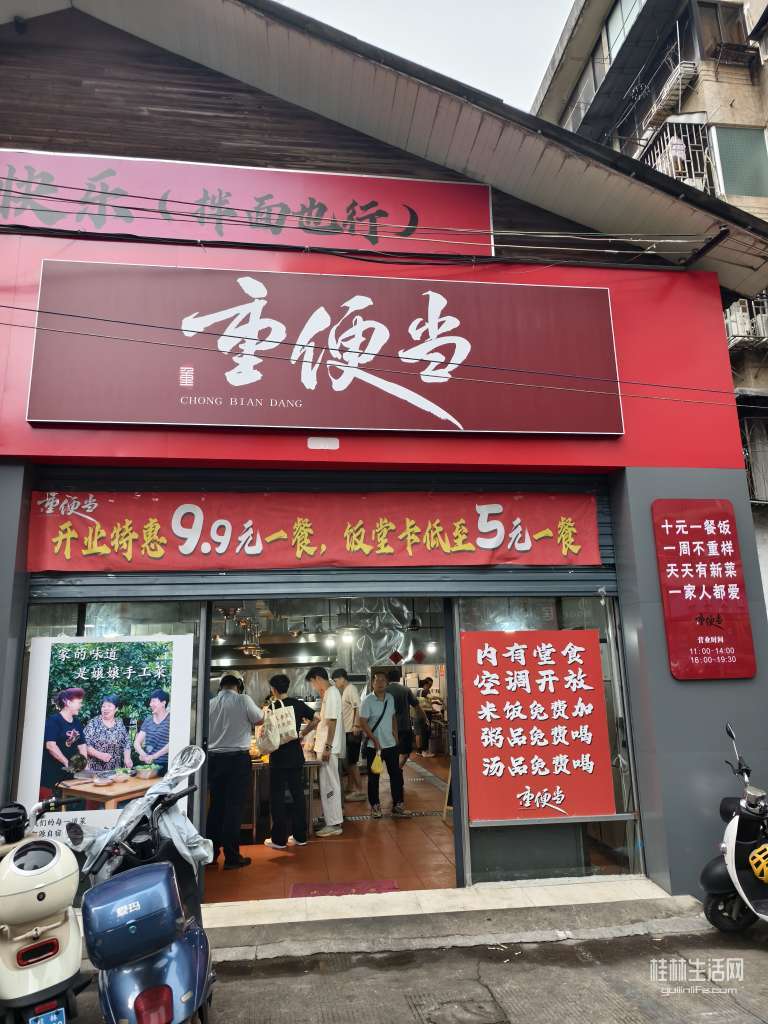 快乐（拌面也行）
重便当
CHONG BIAN DANG
重便当
开业特惠9.9元一餐，饭堂卡低至5元一餐
十元一餐饭
一周不重样
天天有新菜
一家人都爱
重便当
营业时间
11:00-14:00
16:00-19:30
家的味道
是嬢嬢手工菜
内有堂食
空调开放
米饭免费加
粥品免费喝
汤品免费喝
重便当
爱玛
桂林生活网
guilinlife.com